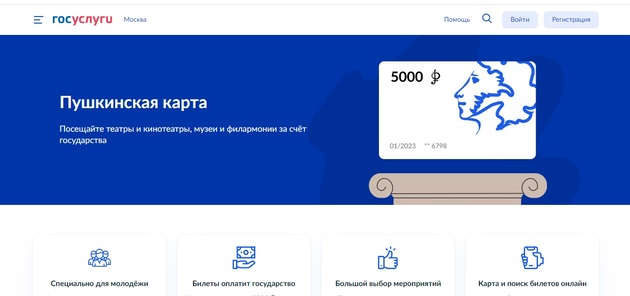 госуслуги Москва Помощь Войти Регистрация
Пушкинская карта
Посещайте театры и кинотеатры, музеи и филармонии за счёт
государства
5000
01/2023 ** 6798
Специально для молодёжи
Билеты оплатит государство
Большой выбор мероприятий
Карта и поиск билетов онлайн